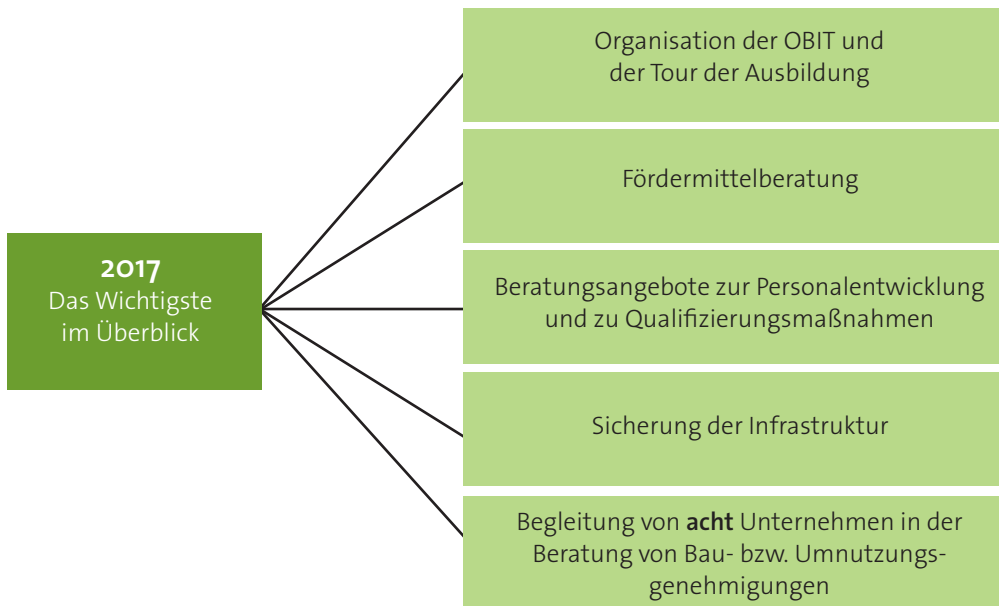 2017
Das Wichtigste
im Überblick
Organisation der OBIT und
der Tour der Ausbildung
Fördermittelberatung
Beratungsangebote zur Personalentwicklung
und zu Qualifizierungsmaßnahmen
Sicherung der Infrastruktur
Begleitung von acht Unternehmen in der
Beratung von Bau- bzw. Umnutzungs-
genehmigungen